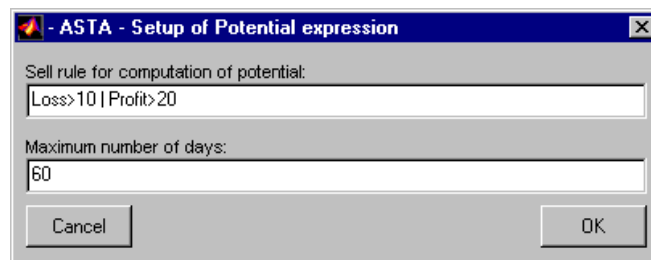 - ASTA - Setup of Potential expression
Sell rule for computation of potential:
Loss>10 | Profit>20
Maximum number of days:
60
Cancel OK